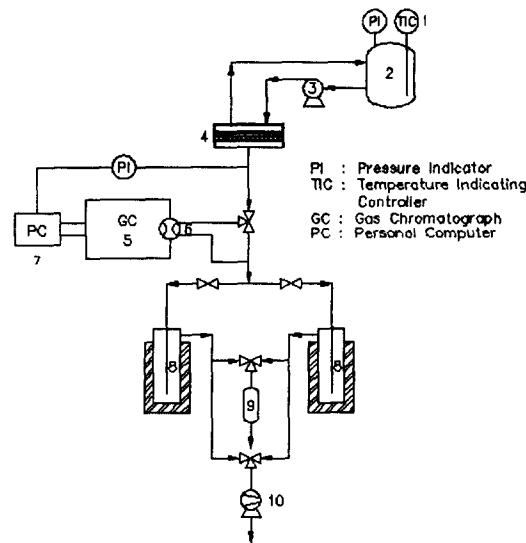 PI TIC 1
2
3
4
PI
PI : Pressure Indicator
TIC : Temperature Indicating
Controller
GC : Gas Chromatograph
PC : Personal Computer
GC
5
6
PC
7
8
8
9
10